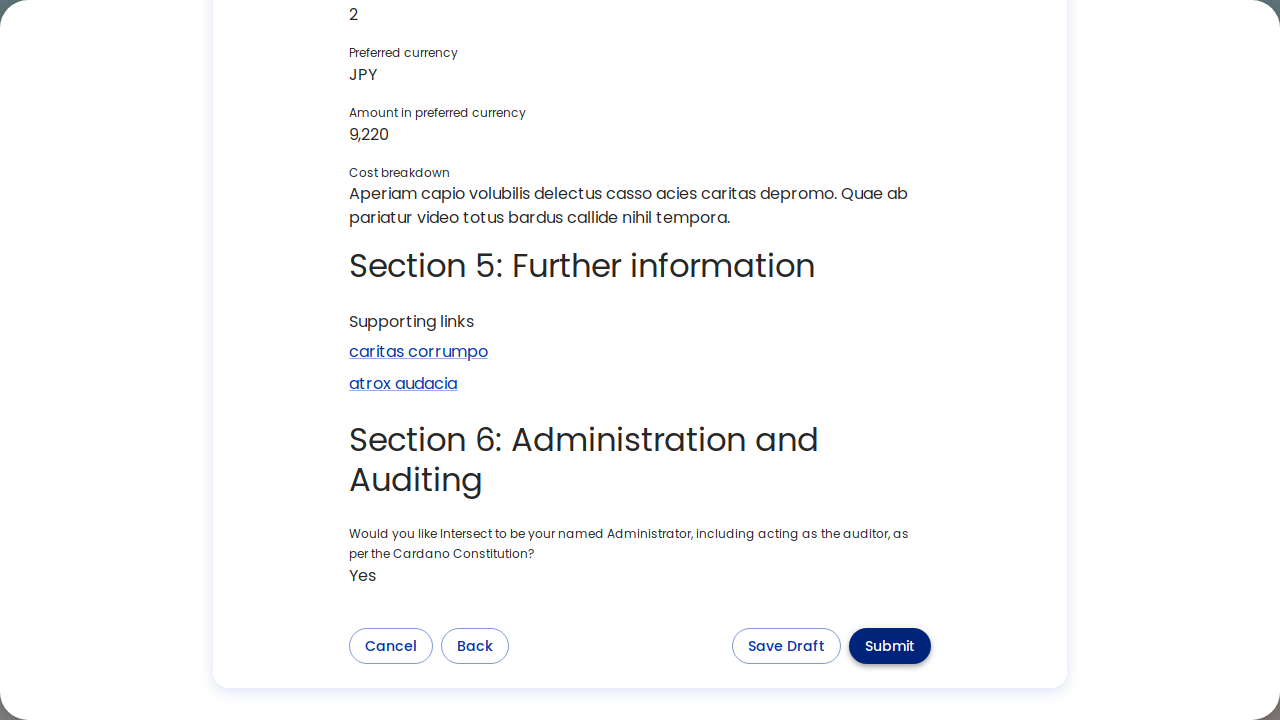 2
Preferred currency
JPY
Amount in preferred currency
9,220
Cost breakdown
Aperiam capio volubilis delectus casso acies caritas depromo. Quae ab
pariatur video totus bardus callide nihil tempora.
Section 5: Further information
Supporting links
caritas corrumpo
atrox audacia
Section 6: Administration and
Auditing
Would you like Intersect to be your named Administrator, including acting as the auditor, as
per the Cardano Constitution?
Yes
Cancel Back Save Draft Submit